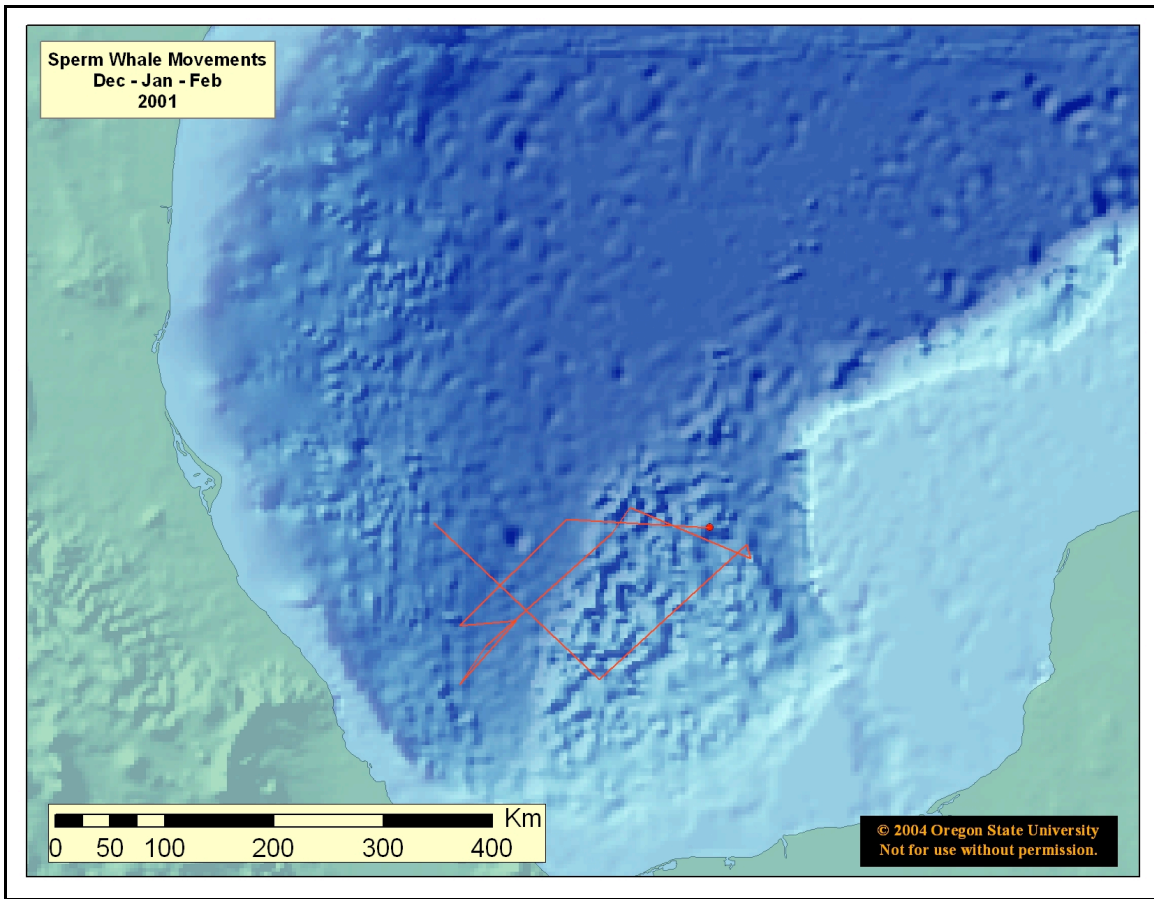 Sperm Whale Movements
Dec - Jan - Feb
2001
Km
0 50 100 200 300 400
© 2004 Oregon State University
Not for use without permission.